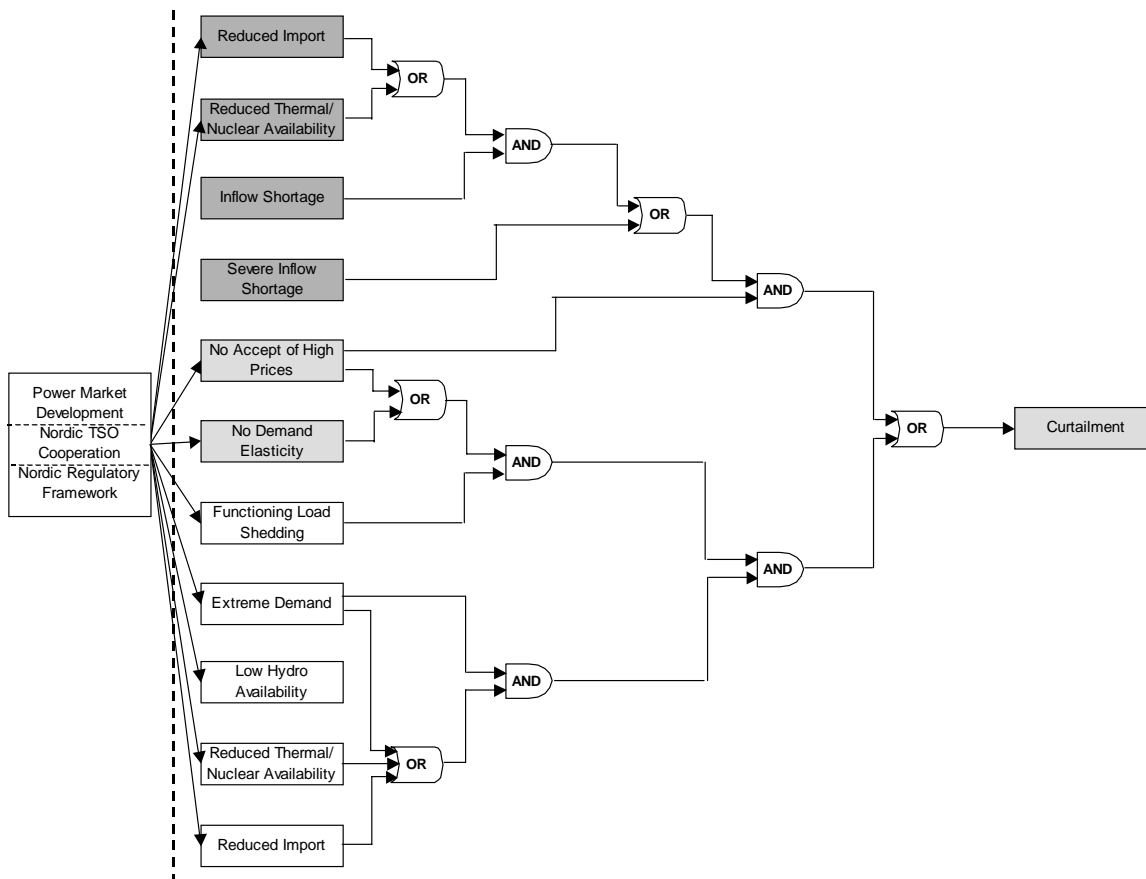 Reduced Import
OR
Reduced Thermal/
Nuclear Availability
AND
Inflow Shortage
OR
Severe Inflow
Shortage
AND
No Accept of High
Prices
Power Market
Development
Nordic TSO
Cooperation
Nordic Regulatory
Framework
OR
No Demand
Elasticity
OR
Curtailment
AND
Functioning Load
Shedding
AND
Extreme Demand
Low Hydro
Availability
AND
Reduced Thermal/
Nuclear Availability
OR
Reduced Import